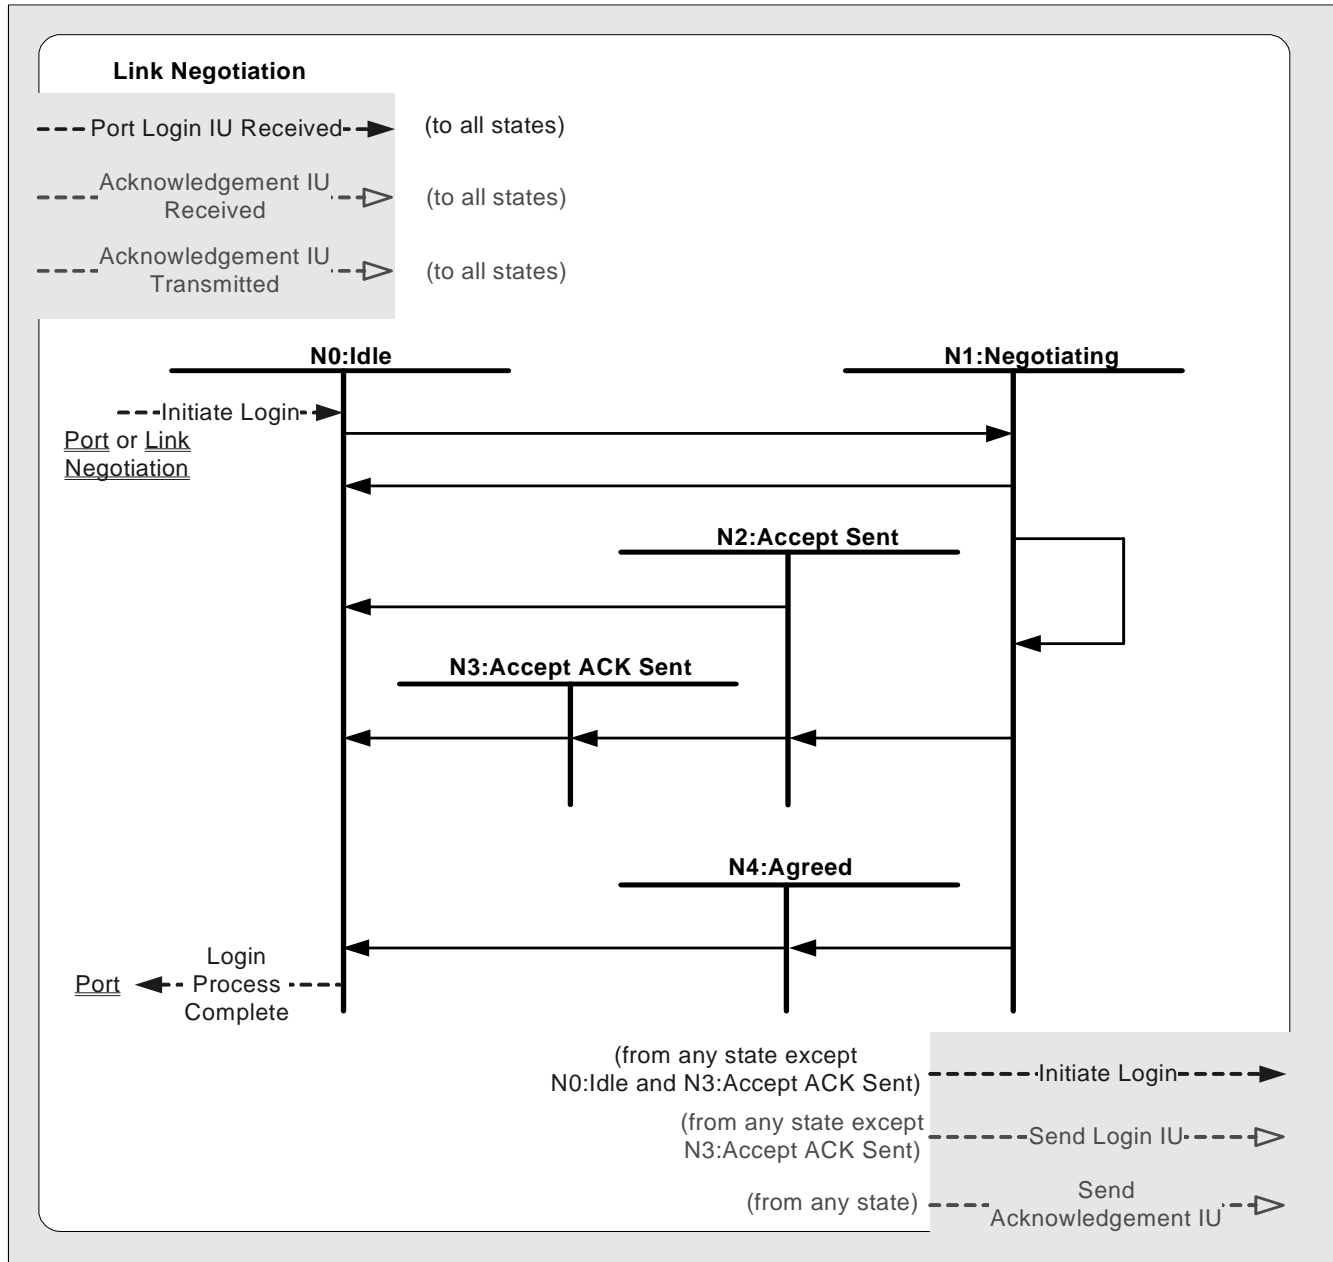 Link Negotiation
Port Login IU Received
(to all states)
Acknowledgement IU
Received
(to all states)
Acknowledgement IU
Transmitted
(to all states)
N0:Idle
N1:Negotiating
Initiate Login
Port or Link
Negotiation
N2:Accept Sent
N3:Accept ACK Sent
N4:Agreed
Login
Port
Process
Complete
(from any state except
N0:Idle and N3:Accept ACK Sent)
Initiate Login
(from any state except
N3:Accept ACK Sent)
Send Login IU
(from any state)
Send
Acknowledgement IU